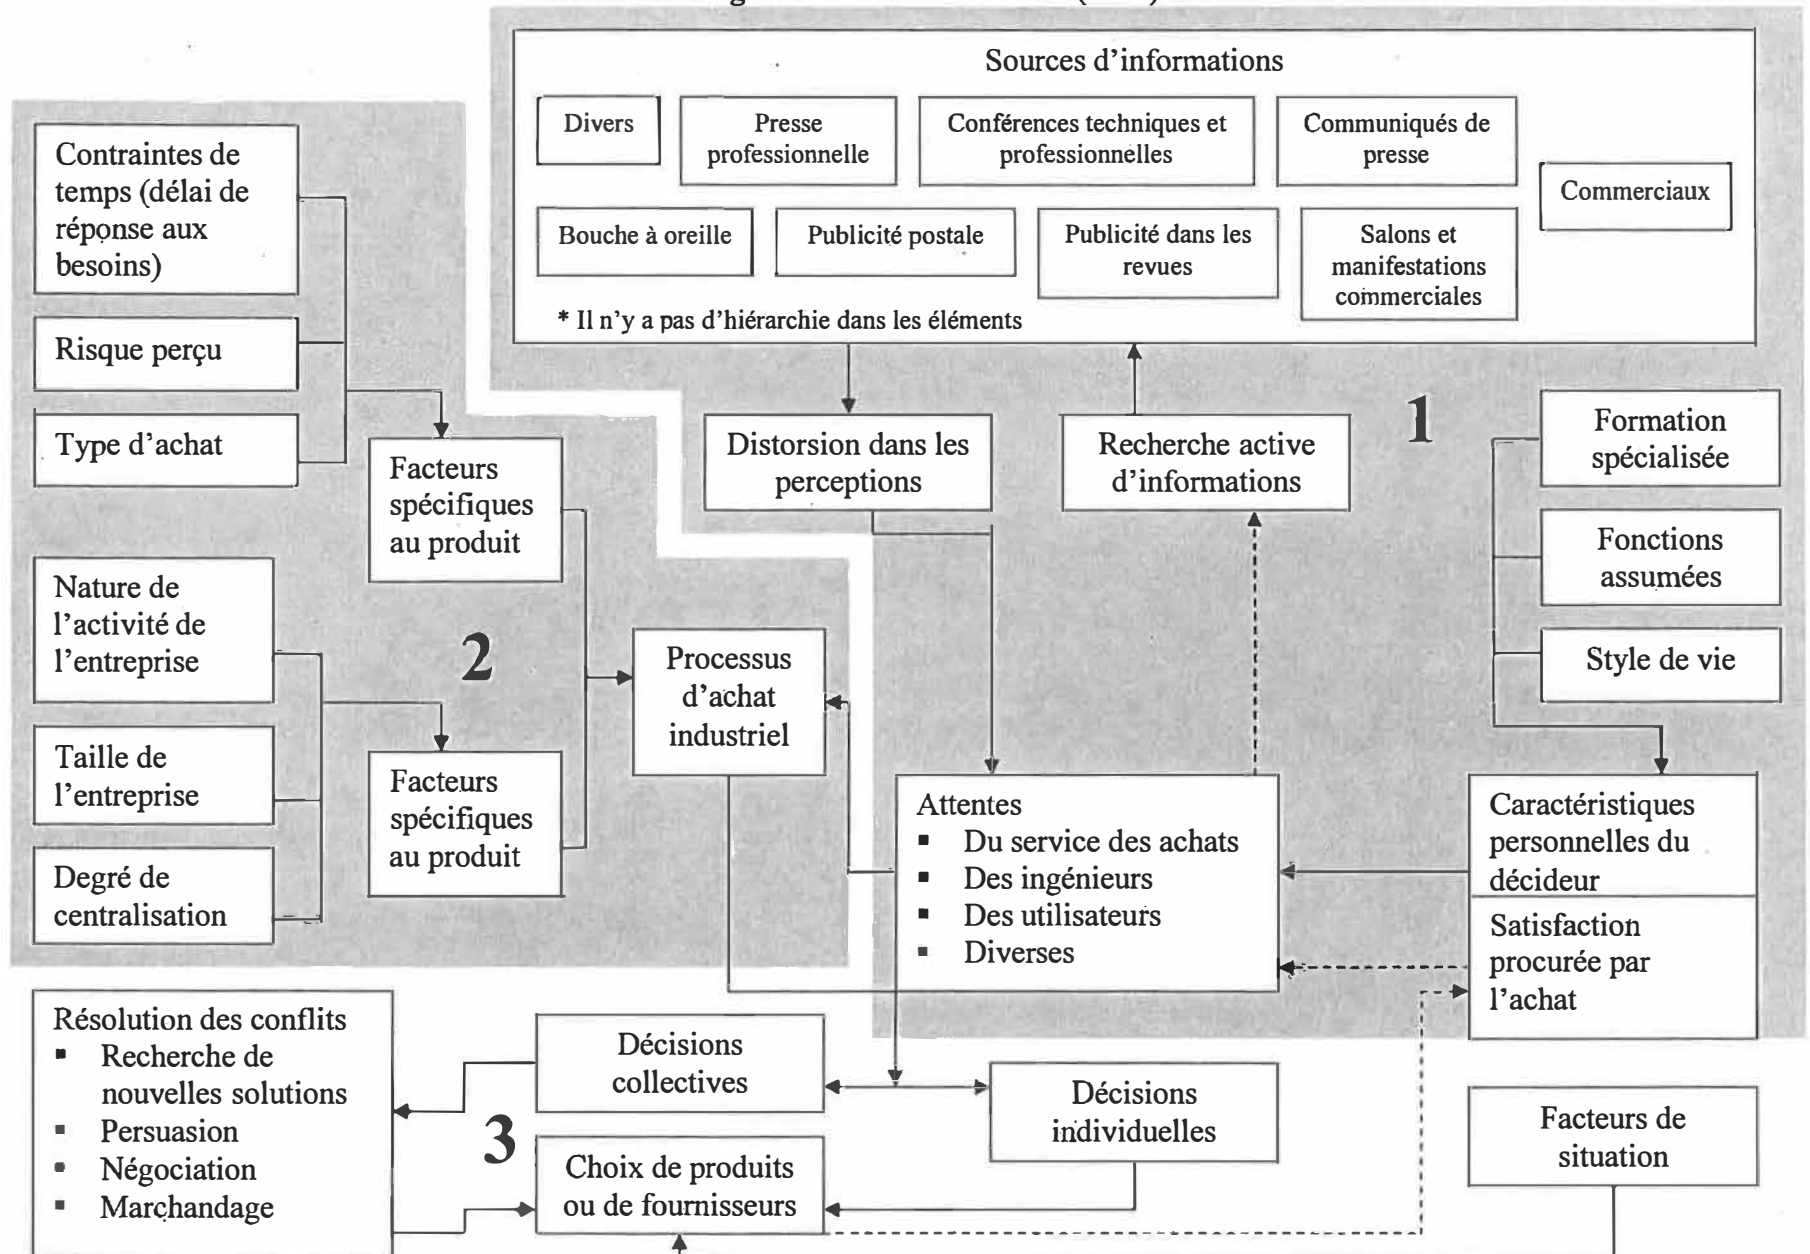 Sources d'informations
Divers
Presse
professionnelle
Conférences techniques et
professionnelles
Communiqués de
presse
Commerciaux
Bouche à oreille
Publicité postale
Publicité dans les
revues
Salons et
manifestations
commerciales
* Il n'y a pas d'hiérarchie dans les éléments
Contraintes de
temps (délai de
réponse aux
besoins)
Risque perçu
Type d'achat
Facteurs
spécifiques
au produit
Distorsion dans les
perceptions
Recherche active
d'informations
1
Formation
spécialisée
Fonctions
assumées
Style de vie
Nature de
l'activité de
l'entreprise
Taille de
l'entreprise
Degré de
centralisation
2
Facteurs
spécifiques
au produit
Processus
d'achat
industriel
Attentes
▪ Du service des achats
▪ Des ingénieurs
▪ Des utilisateurs
▪ Diverses
Caractéristiques
personnelles du
décideur
Satisfaction
procurée par
l'achat
Résolution des conflits
▪ Recherche de
nouvelles solutions
▪ Persuasion
▪ Négociation
▪ Marchandage
3
Décisions
collectives
Décisions
individuelles
Choix de produits
ou de fournisseurs
Facteurs de
situation